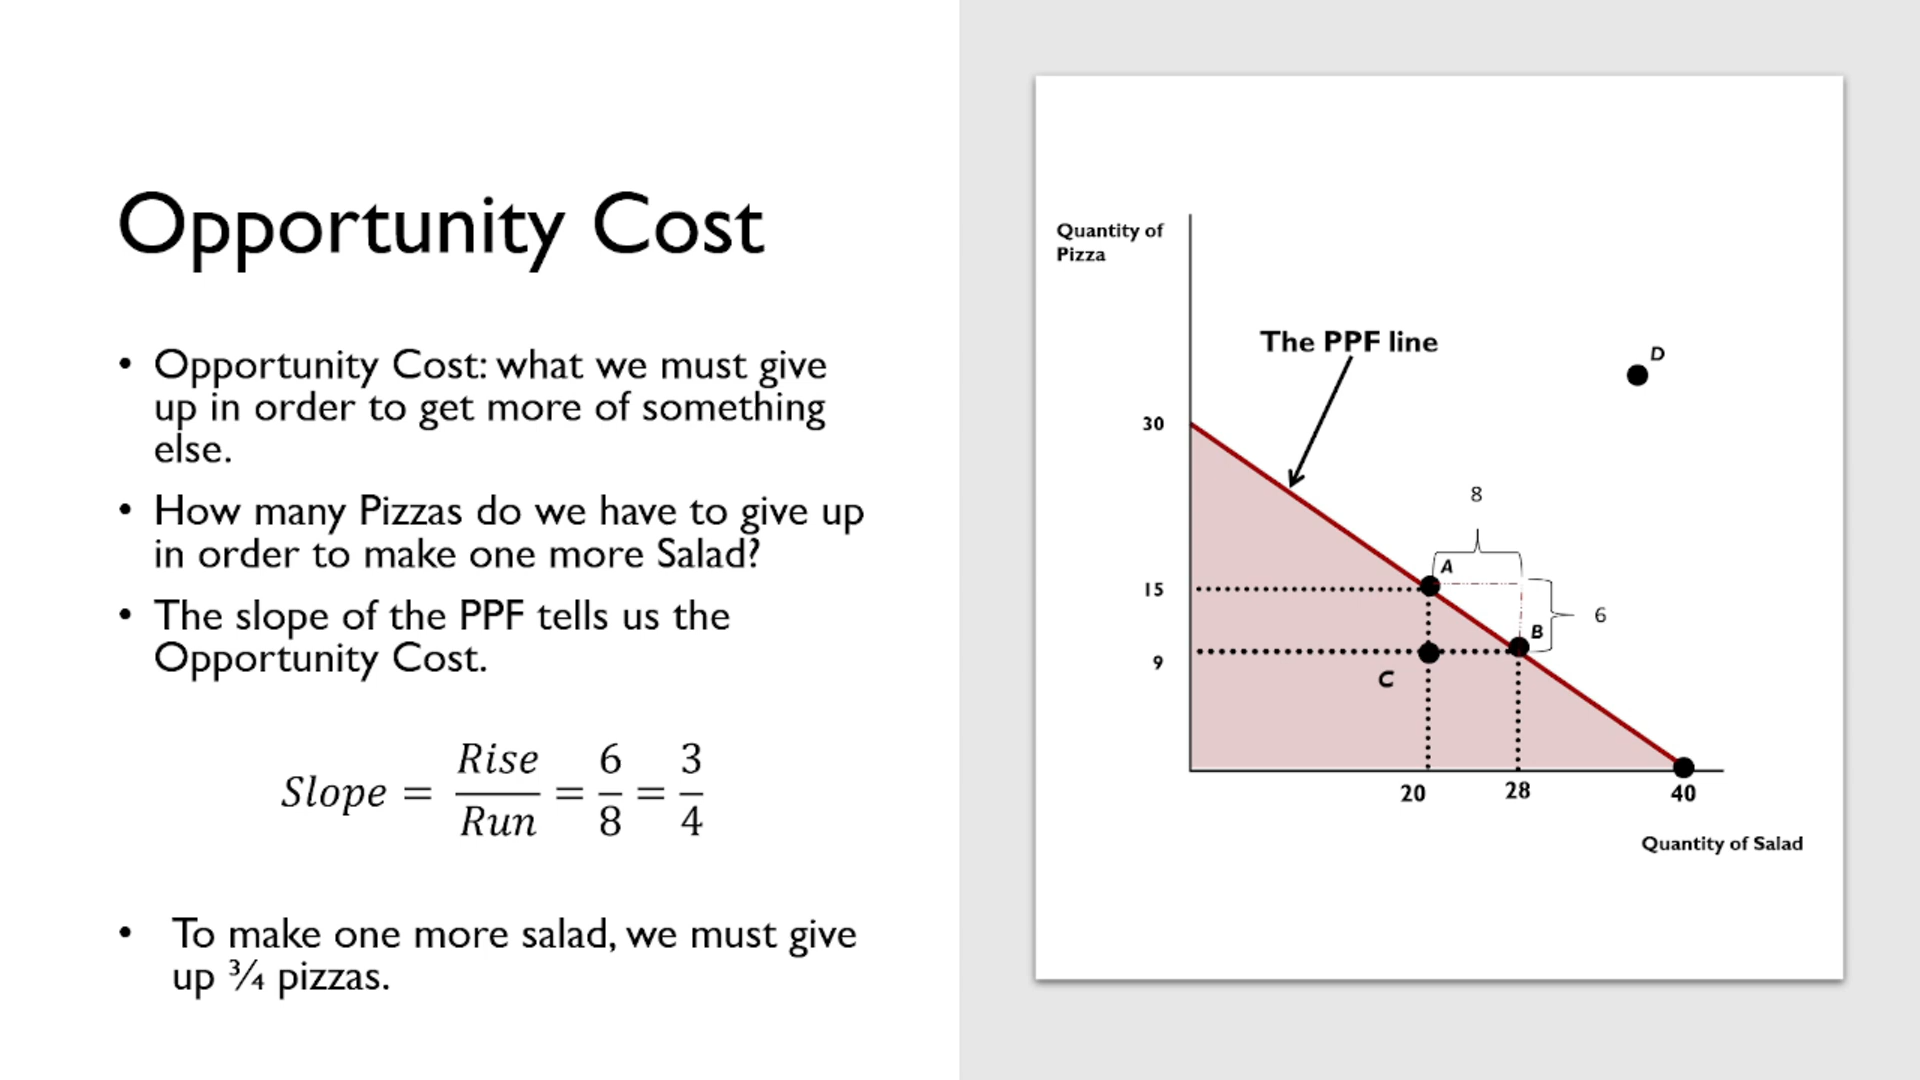 Opportunity Cost
• Opportunity Cost: what we must give
up in order to get more of something
else.
• How many Pizzas do we have to give up
in order to make one more Salad?
• The slope of the PPF tells us the
Opportunity Cost.
Slope = Rise/Run = 6/8 = 3/4
• To make one more salad, we must give
up ¾ pizzas.
Quantity of
Pizza
The PPF line
D
30
8
A
15
6
B
9
C
20
28
40
Quantity of Salad